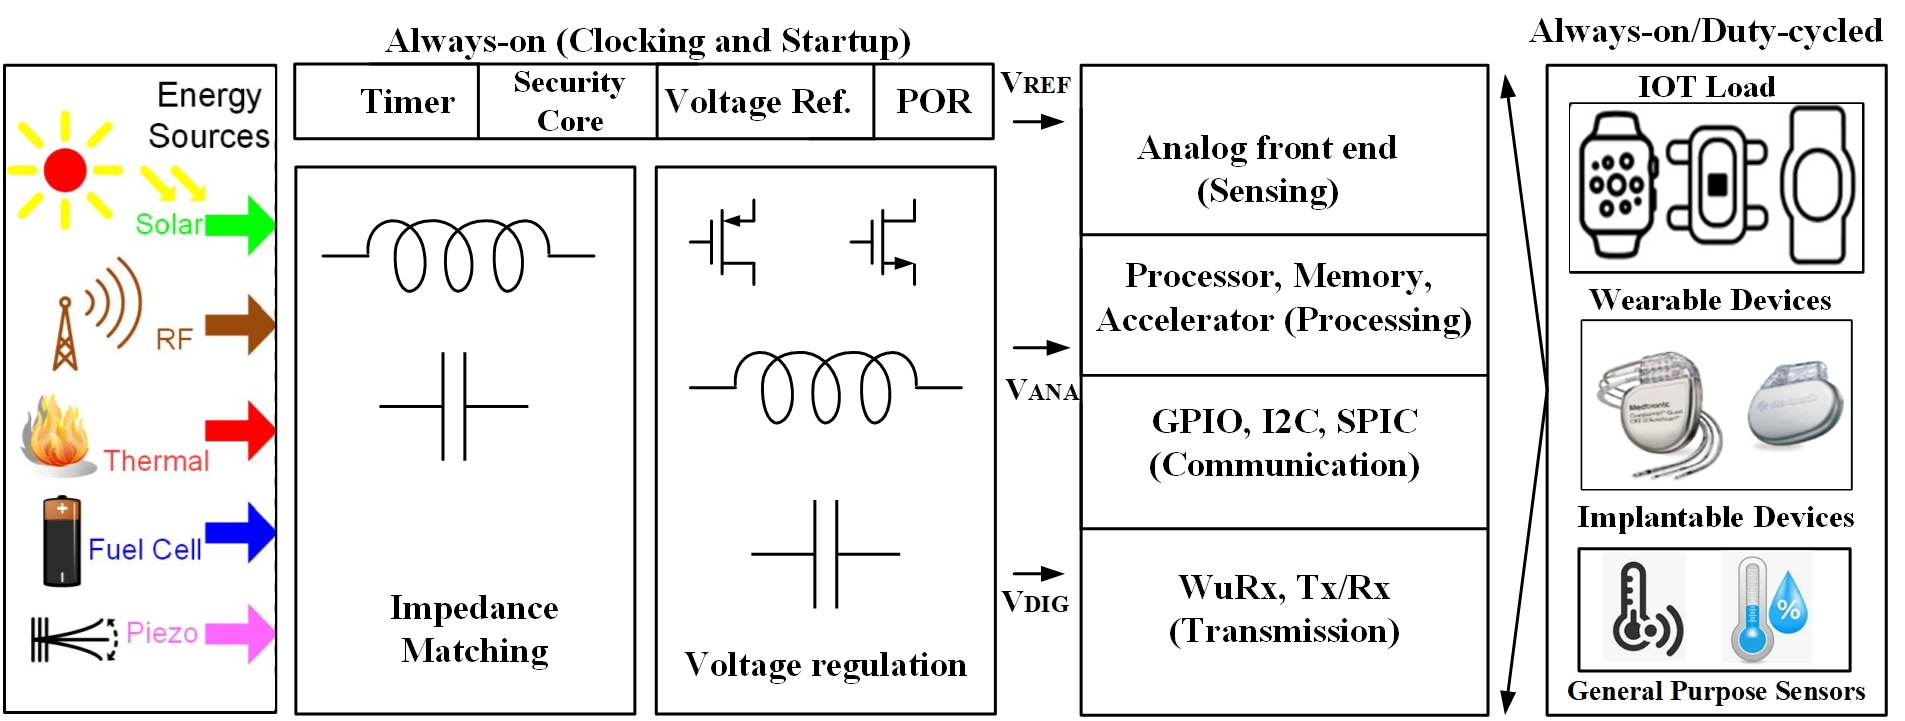 Always-on (Clocking and Startup)
Always-on/Duty-cycled
Energy
Sources
Solar
RF
Thermal
Fuel Cell
Piezo
Timer
Security
Core
Voltage Ref.
POR
Impedance
Matching
Voltage regulation
VREF
VANA
VDIG
Analog front end
(Sensing)
Processor, Memory,
Accelerator (Processing)
GPIO, I2C, SPIC
(Communication)
WuRx, Tx/Rx
(Transmission)
IOT Load
Wearable Devices
Medtronic
Implantable Devices
%
General Purpose Sensors